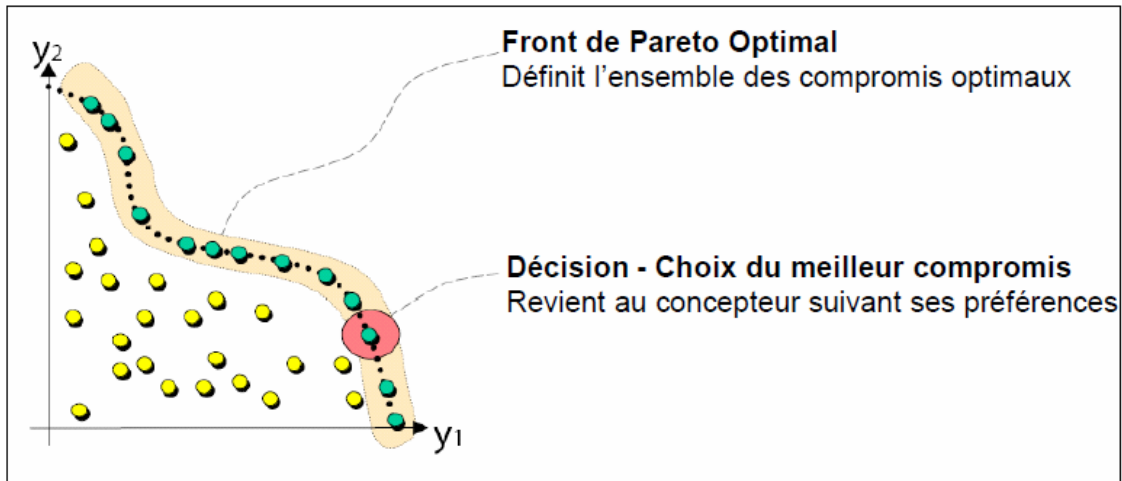 y2
Front de Pareto Optimal
Définit l'ensemble des compromis optimaux
Décision - Choix du meilleur compromis
Revient au concepteur suivant ses préférences
y1